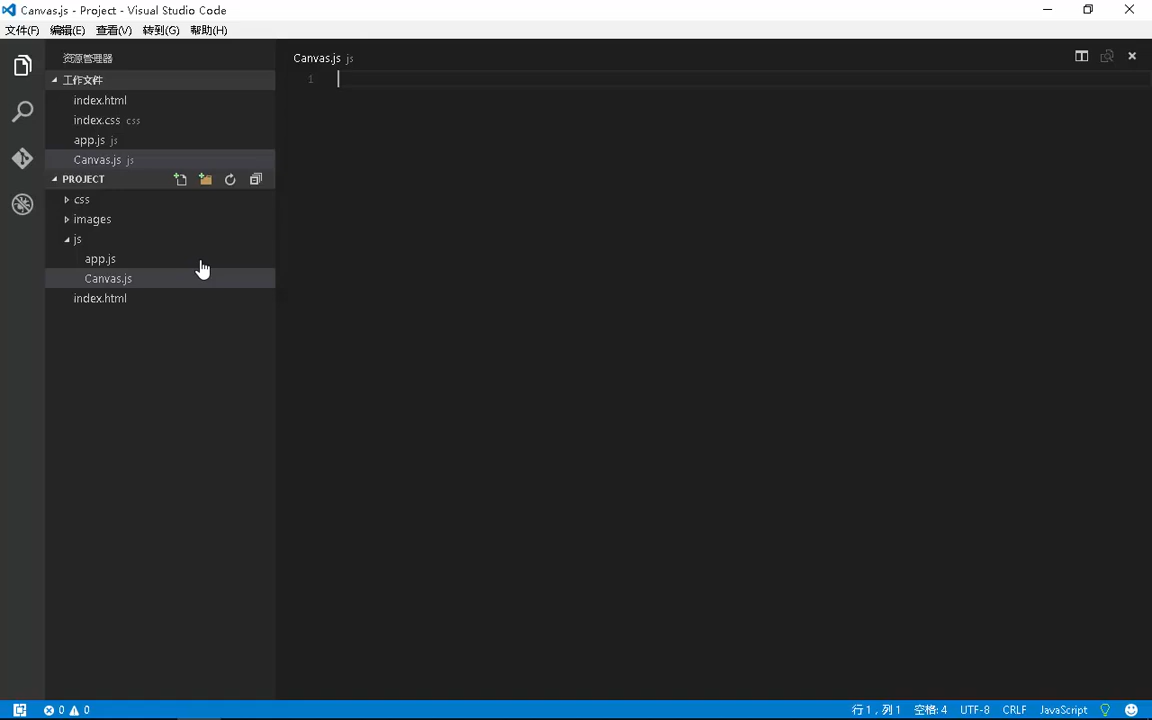 Canvas.js - Project - Visual Studio Code
文件(F) 编辑(E) 查看(V) 转到(G) 帮助(H)
资源管理器
工作文件
index.html
index.css css
app.js js
Canvas.js js
PROJECT
css
images
js
app.js
Canvas.js
index.html
Canvas.js js
1
0 0
行 1，列 1 空格: 4 UTF-8 CRLF JavaScript